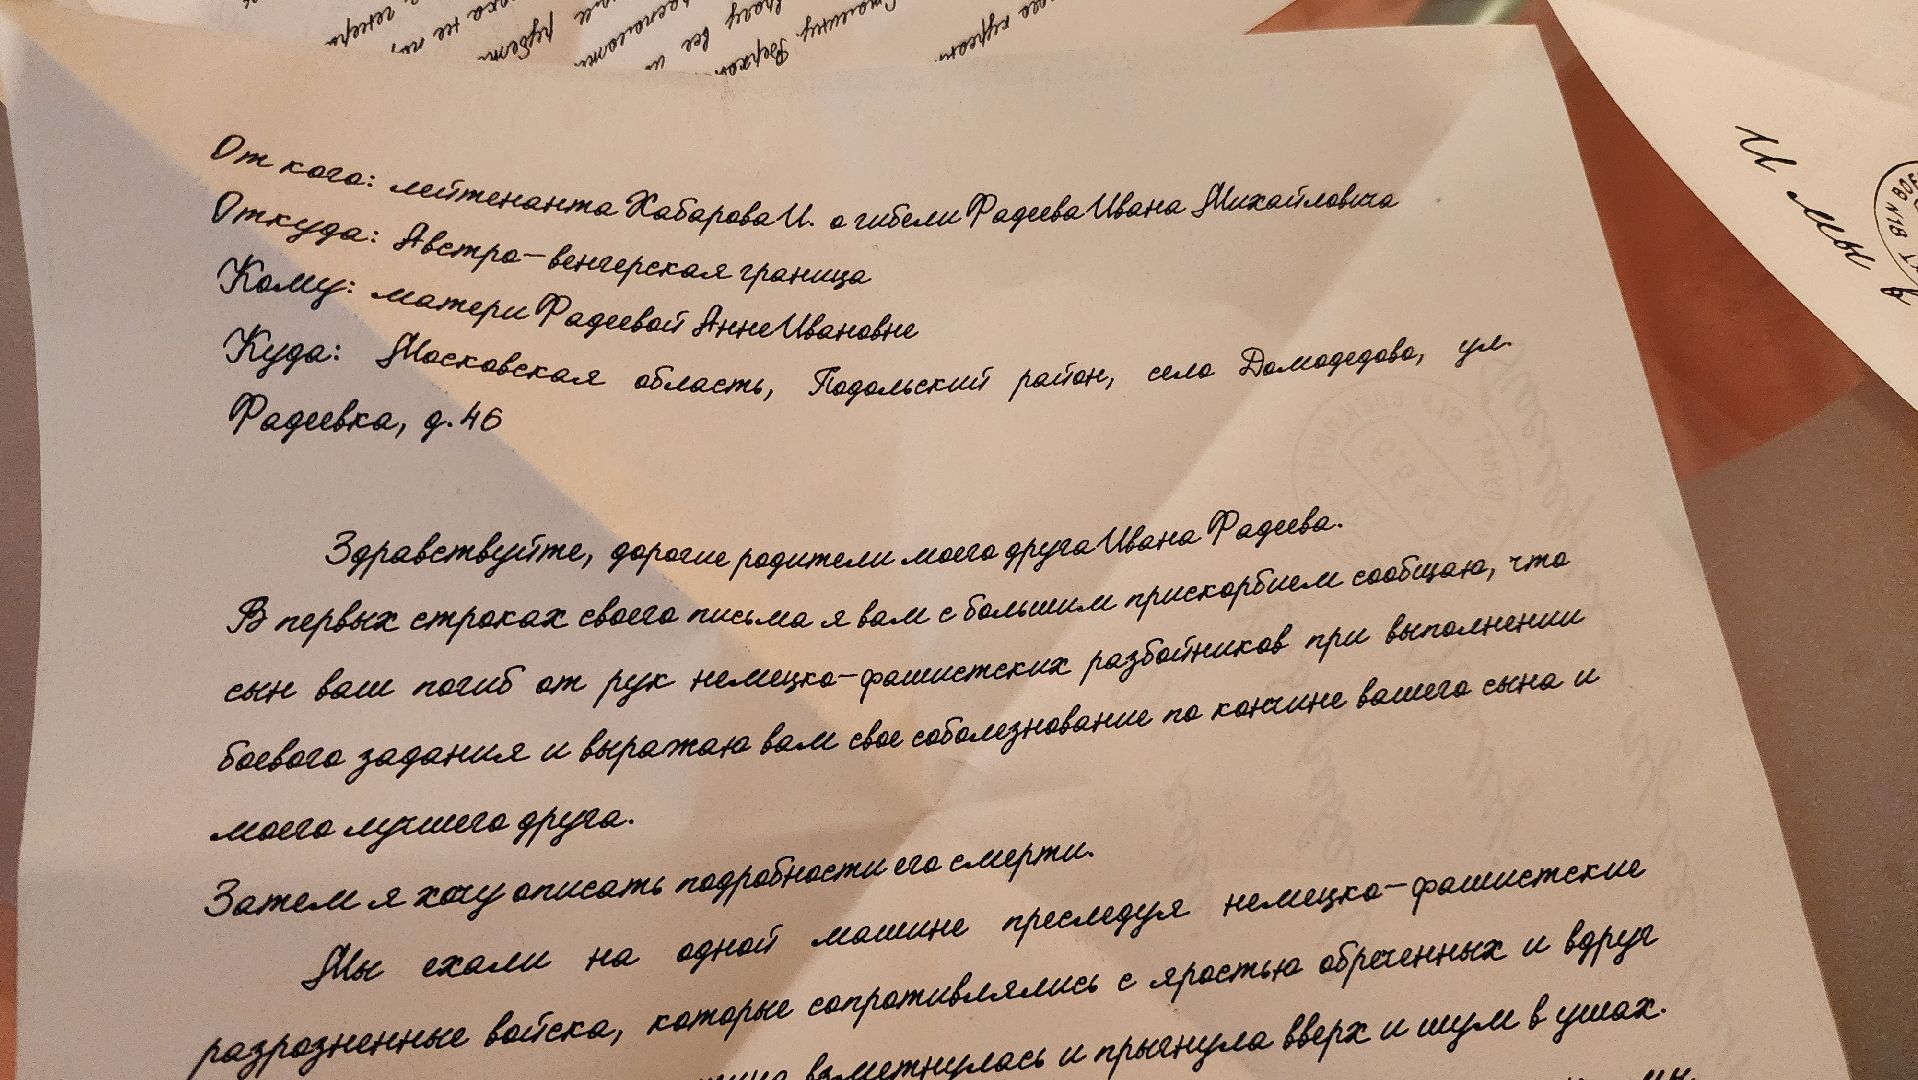 От кого: лейтенанта Хабарова И. о гибели Фадеева Ивана Михайловича
Откуда: Австро-венгерская граница
Кому: матери Фадеевой Анне Ивановне
Куда: Московская область, Подольский район, село Домодедово, ул.
Фадеевка, д. 46
Здравствуйте, дорогие родители моего друга Ивана Фадеева.
В первых строках своего письма я вам с большим прискорбием сообщаю, что
сын ваш погиб от рук немецко-фашистских разбойников при выполнении
боевого задания и выражаю вам свое соболезнование по кончине вашего сына и
моего лучшего друга.
Затем я хочу описать подробности его смерти.
Мы ехали на одной машине преследуя немецко-фашистские
разрозненные войска, которые сопротивлялись с яростью обреченных и вдруг
взметнулась и прыгнула вверх и шум в ушах.
И мы в